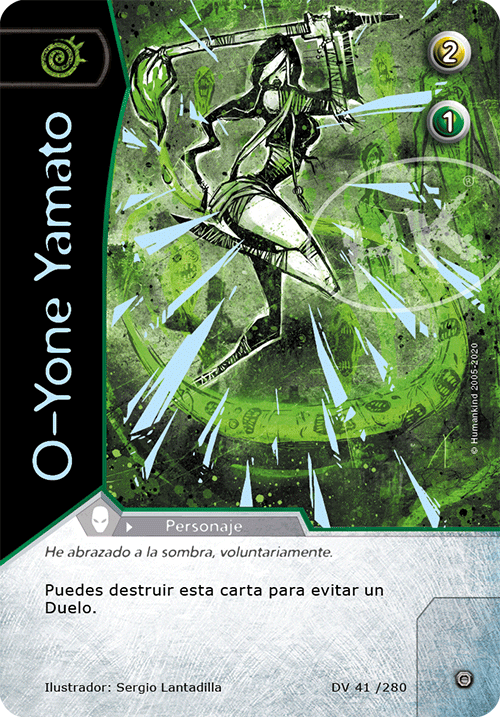 2
1
O-Yone Yamato
HK
®
© Humankind 2005-2020
Personaje
He abrazado a la sombra, voluntariamente.
Puedes destruir esta carta para evitar un
Duelo.
Ilustrador: Sergio Lantadilla
DV 41 /280